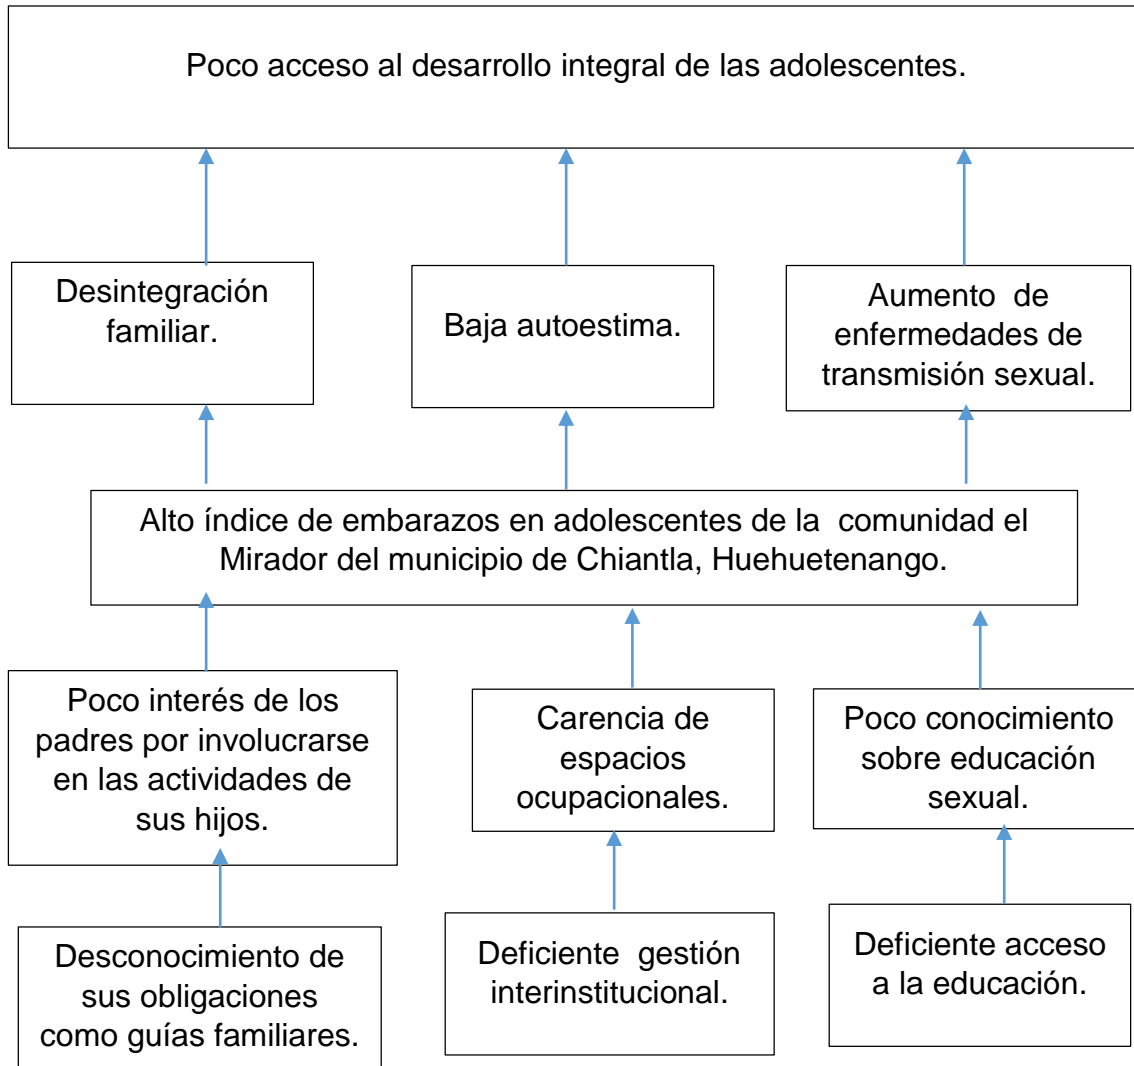 Poco acceso al desarrollo integral de las adolescentes.
Desintegración
familiar.
Baja autoestima.
Aumento  de
enfermedades de
transmisión sexual.
Alto índice de embarazos en adolescentes de la  comunidad el
Mirador del municipio de Chiantla, Huehuetenango.
Poco interés de los
padres por involucrarse
en las actividades de
sus hijos.
Carencia de
espacios
ocupacionales.
Poco conocimiento
sobre educación
sexual.
Desconocimiento de
sus obligaciones
como guías familiares.
Deficiente  gestión
interinstitucional.
Deficiente acceso
a la educación.